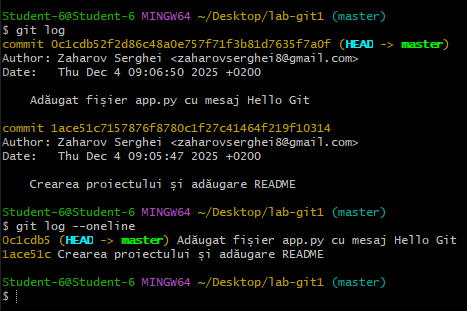 Student-6@Student-6 MINGW64 ~/Desktop/lab-git1 (master)
$ git log
commit 0c1cdb52f2d86c48a0e757f71f3b81d7635f7a0f (HEAD -> master)
Author: Zaharov Serghei <zaharovserghei8@gmail.com>
Date:   Thu Dec 4 09:06:50 2025 +0200

    Adăugat fișier app.py cu mesaj Hello Git

commit 1ace51c7157876f8780c1f27c41464f219f10314
Author: Zaharov Serghei <zaharovserghei8@gmail.com>
Date:   Thu Dec 4 09:05:47 2025 +0200

    Crearea proiectului și adăugare README

Student-6@Student-6 MINGW64 ~/Desktop/lab-git1 (master)
$ git log --oneline
0c1cdb5 (HEAD -> master) Adăugat fișier app.py cu mesaj Hello Git
1ace51c Crearea proiectului și adăugare README

Student-6@Student-6 MINGW64 ~/Desktop/lab-git1 (master)
$